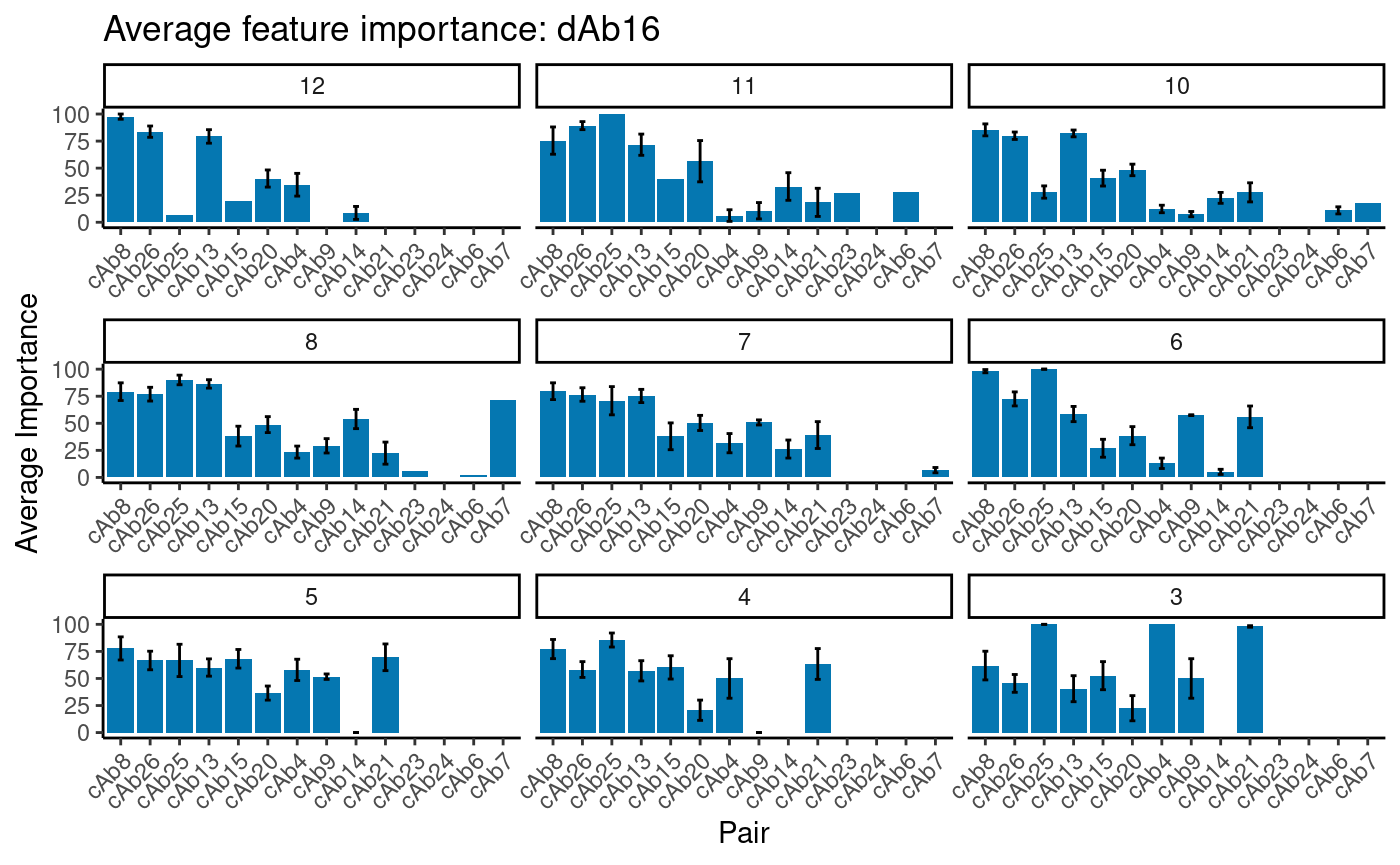 Average feature importance: dAb16
12 11 10
100
75
50
25
0
cAb8 cAb26 cAb25 cAb13 cAb15 cAb20 cAb4 cAb9 cAb14 cAb21 cAb23 cAb24 cAb6 cAb7 cAb8 cAb26 cAb25 cAb13 cAb15 cAb20 cAb4 cAb9 cAb14 cAb21 cAb23 cAb24 cAb6 cAb7 cAb8 cAb26 cAb25 cAb13 cAb15 cAb20 cAb4 cAb9 cAb14 cAb21 cAb23 cAb24 cAb6 cAb7
Average Importance
8 7 6
100
75
50
25
0
cAb8 cAb26 cAb25 cAb13 cAb15 cAb20 cAb4 cAb9 cAb14 cAb21 cAb23 cAb24 cAb6 cAb7 cAb8 cAb26 cAb25 cAb13 cAb15 cAb20 cAb4 cAb9 cAb14 cAb21 cAb23 cAb24 cAb6 cAb7 cAb8 cAb26 cAb25 cAb13 cAb15 cAb20 cAb4 cAb9 cAb14 cAb21 cAb23 cAb24 cAb6 cAb7
5 4 3
100
75
50
25
0
cAb8 cAb26 cAb25 cAb13 cAb15 cAb20 cAb4 cAb9 cAb14 cAb21 cAb23 cAb24 cAb6 cAb7 cAb8 cAb26 cAb25 cAb13 cAb15 cAb20 cAb4 cAb9 cAb14 cAb21 cAb23 cAb24 cAb6 cAb7 cAb8 cAb26 cAb25 cAb13 cAb15 cAb20 cAb4 cAb9 cAb14 cAb21 cAb23 cAb24 cAb6 cAb7
Pair